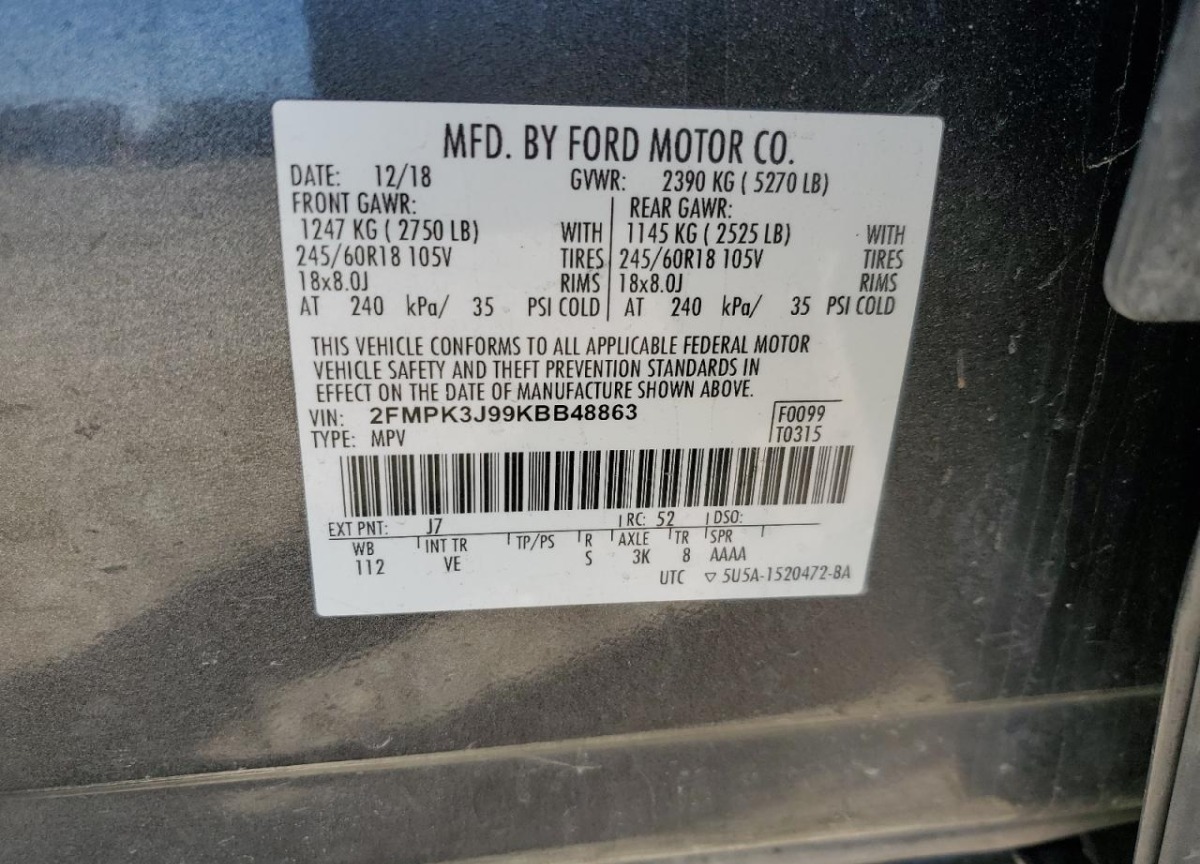 MFD. BY FORD MOTOR CO.
DATE: 12/18 GVWR: 2390 KG ( 5270 LB)
FRONT GAWR: REAR GAWR:
1247 KG ( 2750 LB) WITH 1145 KG ( 2525 LB) WITH
245/60R18 105V TIRES 245/60R18 105V TIRES
18x8.0J RIMS 18x8.0J RIMS
AT 240 kPa/ 35 PSI COLD AT 240 kPa/ 35 PSI COLD
THIS VEHICLE CONFORMS TO ALL APPLICABLE FEDERAL MOTOR
VEHICLE SAFETY AND THEFT PREVENTION STANDARDS IN
EFFECT ON THE DATE OF MANUFACTURE SHOWN ABOVE.
VIN: 2FMPK3J99KBB48863 F0099
TYPE: MPV T0315
EXT PNT: J7 RC: 52 DSO:
WB INT TR TP/PS R AXLE TR SPR
112 VE S 3K 8 AAAA
UTC ▽ 5U5A-1520472-BA